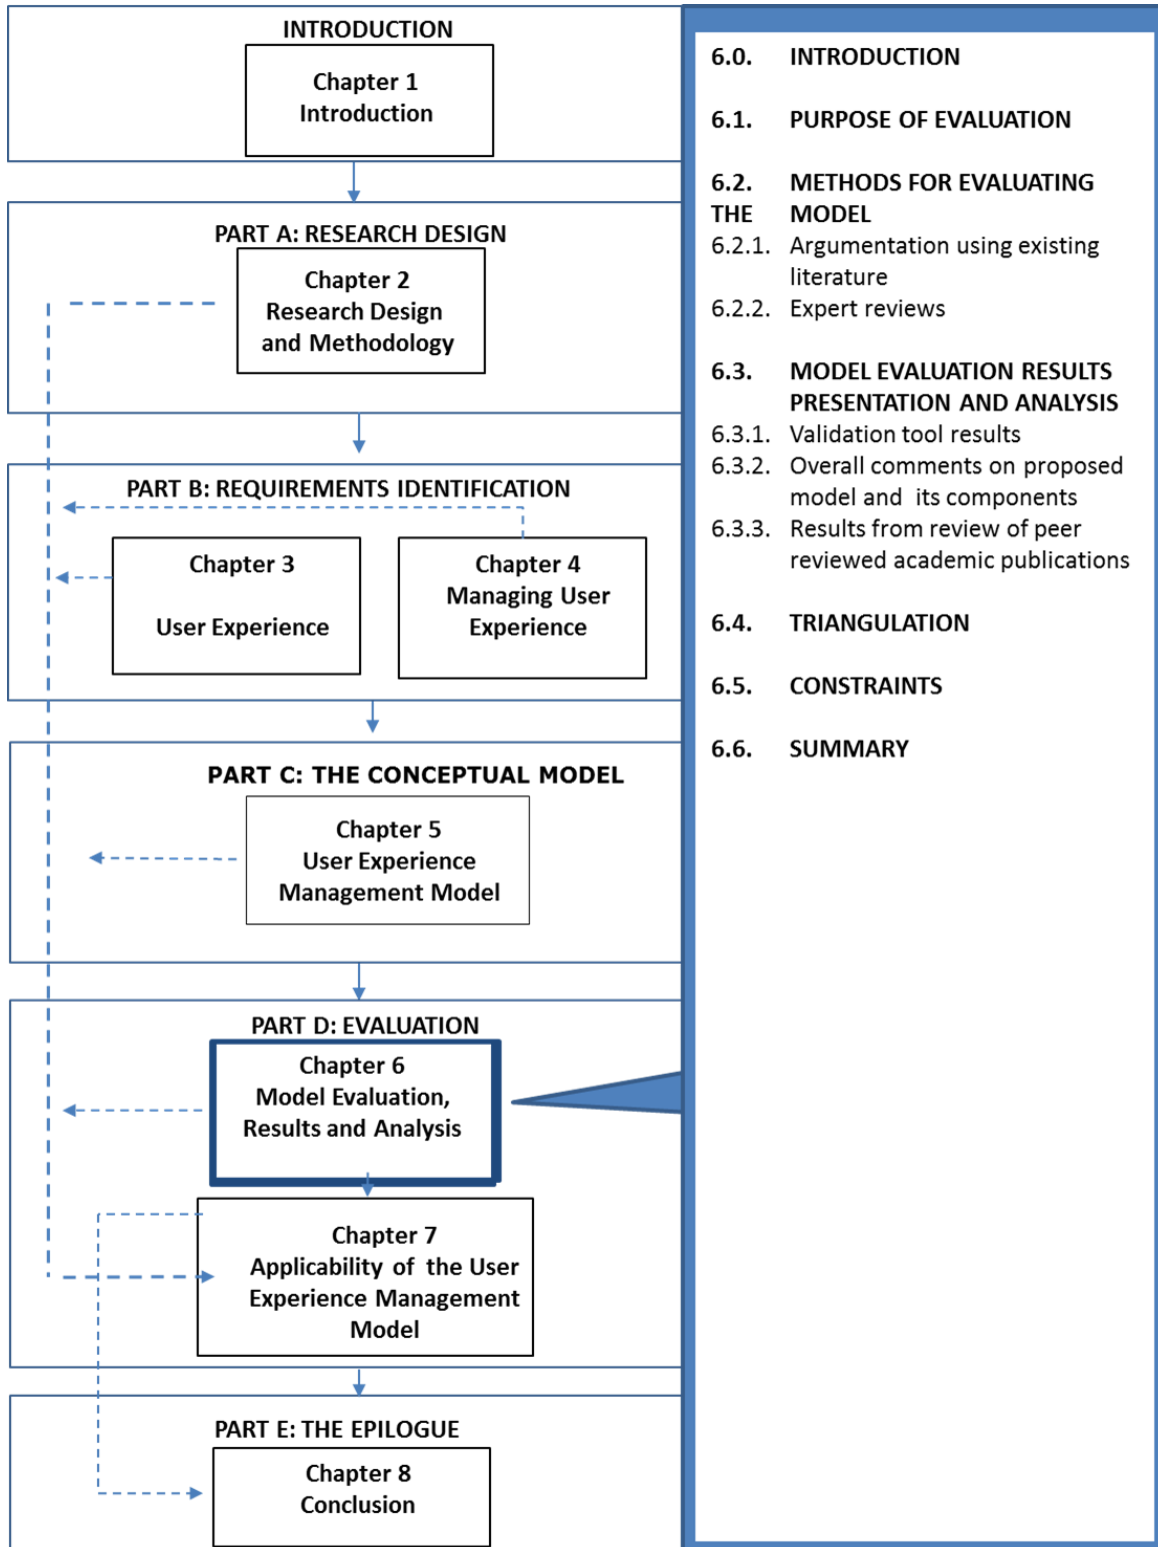 INTRODUCTION
Chapter 1
Introduction
PART A: RESEARCH DESIGN
Chapter 2
Research Design
and Methodology
PART B: REQUIREMENTS IDENTIFICATION
Chapter 3
User Experience
Chapter 4
Managing User
Experience
PART C: THE CONCEPTUAL MODEL
Chapter 5
User Experience
Management Model
PART D: EVALUATION
Chapter 6
Model Evaluation,
Results and Analysis
Chapter 7
Applicability of the User
Experience Management
Model
PART E: THE EPILOGUE
Chapter 8
Conclusion
6.0. INTRODUCTION
6.1. PURPOSE OF EVALUATION
6.2. METHODS FOR EVALUATING
THE MODEL
6.2.1. Argumentation using existing
literature
6.2.2. Expert reviews
6.3. MODEL EVALUATION RESULTS
PRESENTATION AND ANALYSIS
6.3.1. Validation tool results
6.3.2. Overall comments on proposed
model and its components
6.3.3. Results from review of peer
reviewed academic publications
6.4. TRIANGULATION
6.5. CONSTRAINTS
6.6. SUMMARY